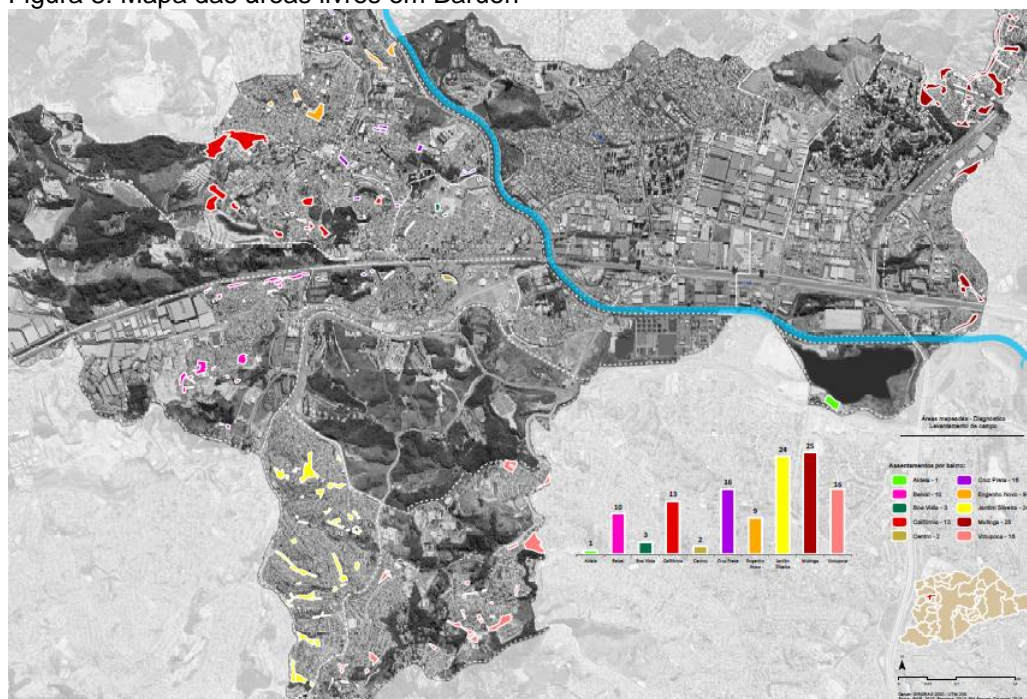 Figura 3: Mapa das áreas livres em Barueri
Áreas mapeadas - Diagnóstico
Levantamento de campo
Assentamentos por bairro:
Aldeia - 1
Belval - 10
Boa Vista - 3
Califórnia - 13
Centro - 2
Cruz Preta - 16
Engenho Novo - 9
Jardim Silveira - 24
Mutinga - 25
Votupoca - 16
1
10
3
13
2
16
9
24
25
16
Aldeia
Belval
Boa Vista
Califórnia
Centro
Cruz Preta
Engenho
Novo
Jardim
Silveira
Mutinga
Votupoca